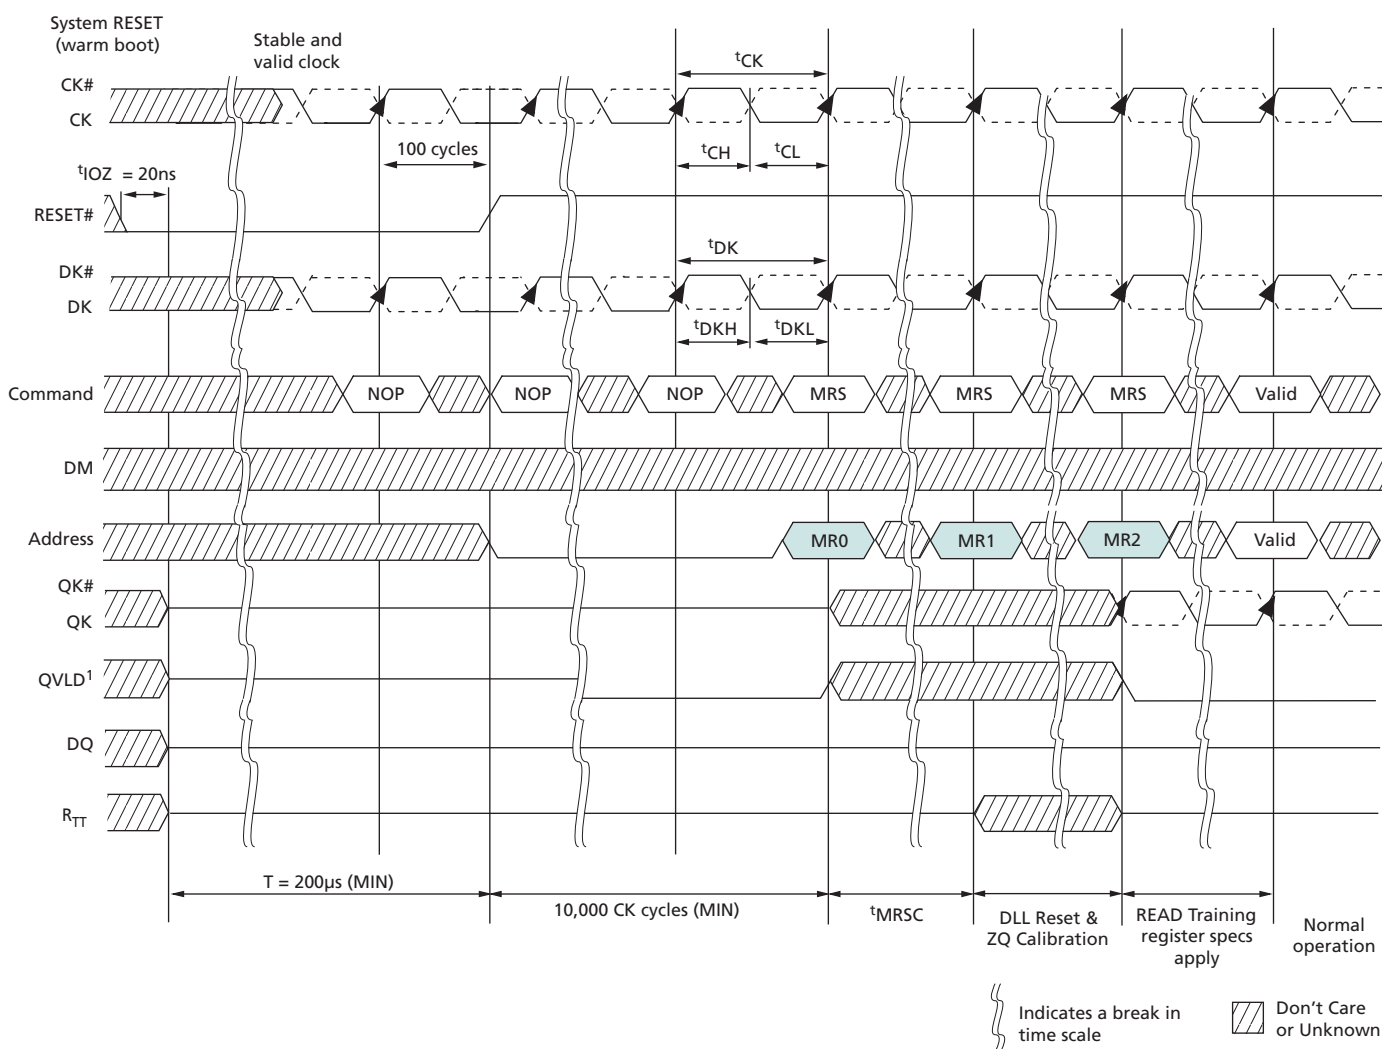 System RESET
(warm boot)
Stable and
valid clock
tCK
CK#
CK
100 cycles
tCH
tCL
tIOZ = 20ns
RESET#
tDK
DK#
DK
tDKH
tDKL
Command
NOP
NOP
NOP
MRS
MRS
MRS
Valid
DM
Address
MR0
MR1
MR2
Valid
QK#
QK
QVLD1
DQ
RTT
T = 200μs (MIN)
10,000 CK cycles (MIN)
tMRSC
DLL Reset &
ZQ Calibration
READ Training
register specs
apply
Normal
operation
Indicates a break in
time scale
Don't Care
or Unknown